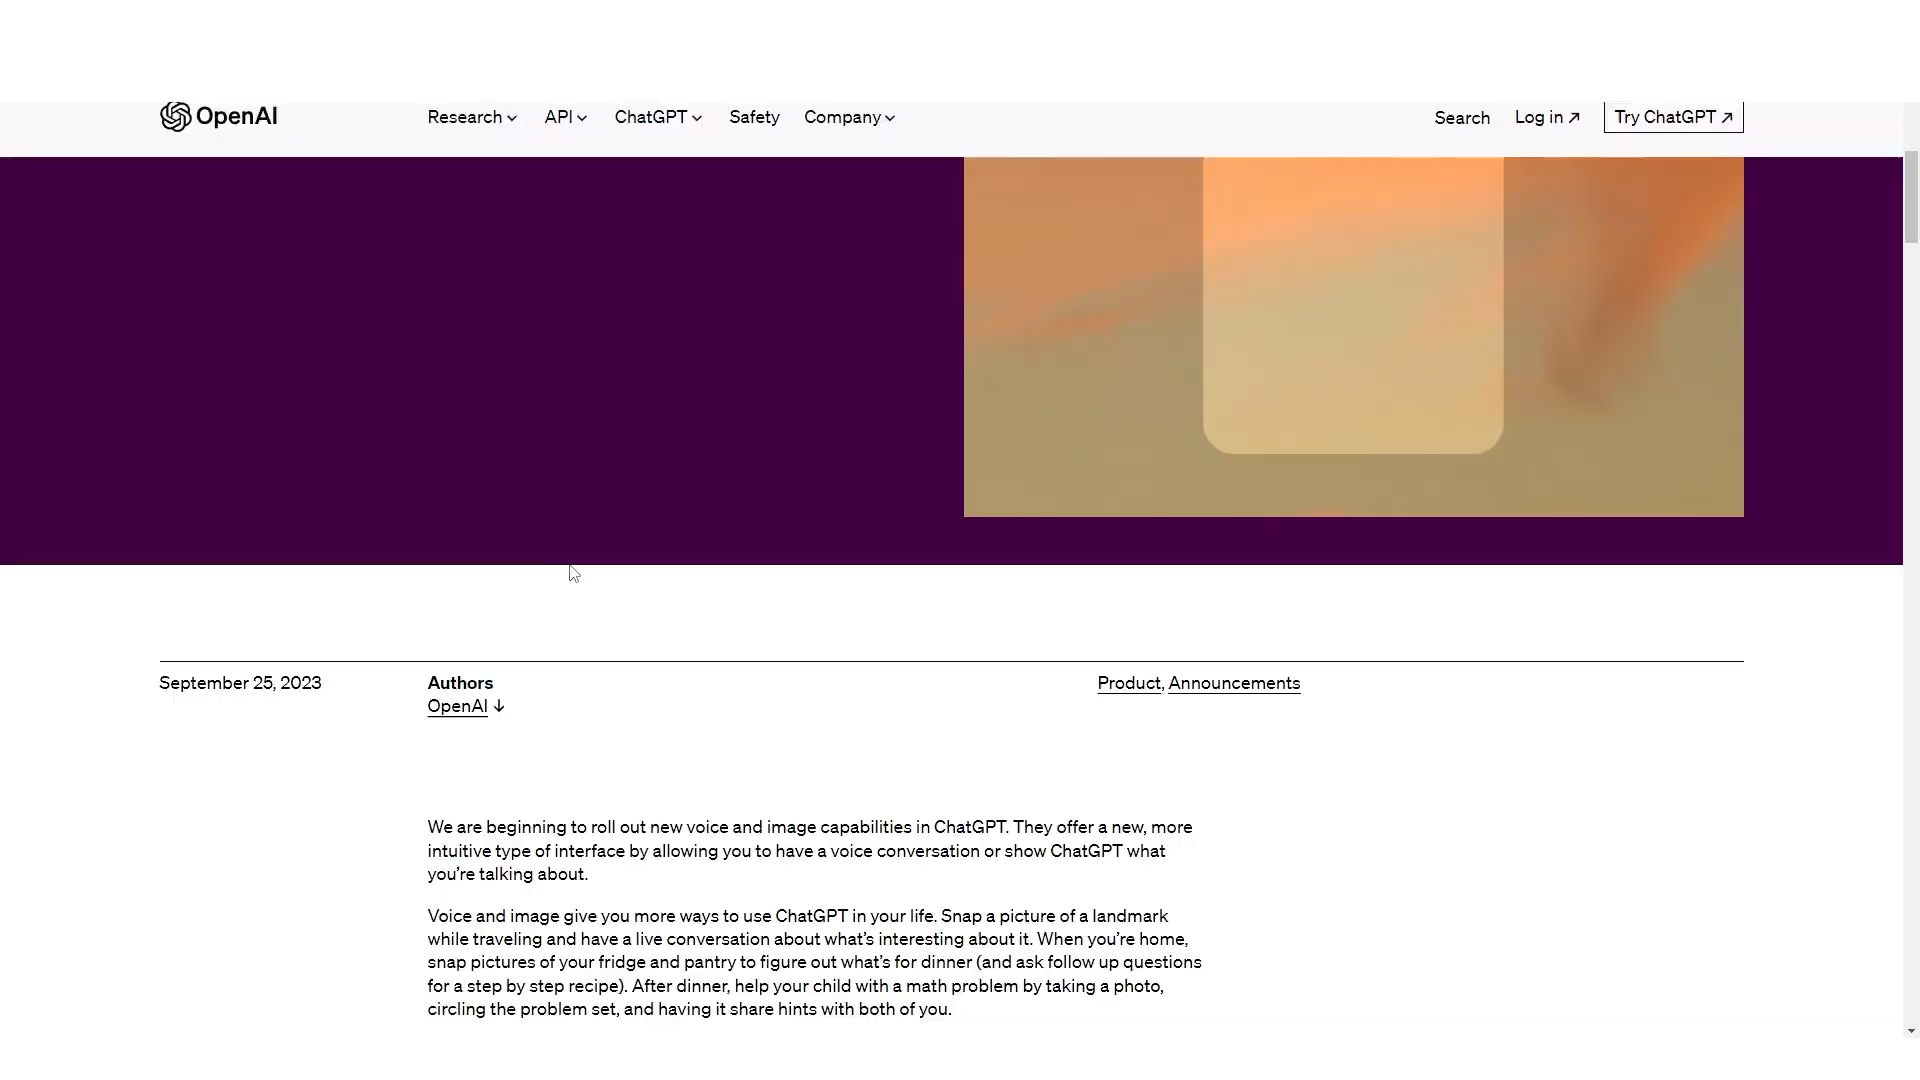 OpenAI Research API ChatGPT Safety Company Search Log in ↗ Try ChatGPT ↗
September 25, 2023 Authors Product, Announcements
OpenAI ↓
We are beginning to roll out new voice and image capabilities in ChatGPT. They offer a new, more
intuitive type of interface by allowing you to have a voice conversation or show ChatGPT what
you’re talking about.
Voice and image give you more ways to use ChatGPT in your life. Snap a picture of a landmark
while traveling and have a live conversation about what’s interesting about it. When you’re home,
snap pictures of your fridge and pantry to figure out what’s for dinner (and ask follow up questions
for a step by step recipe). After dinner, help your child with a math problem by taking a photo,
circling the problem set, and having it share hints with both of you.